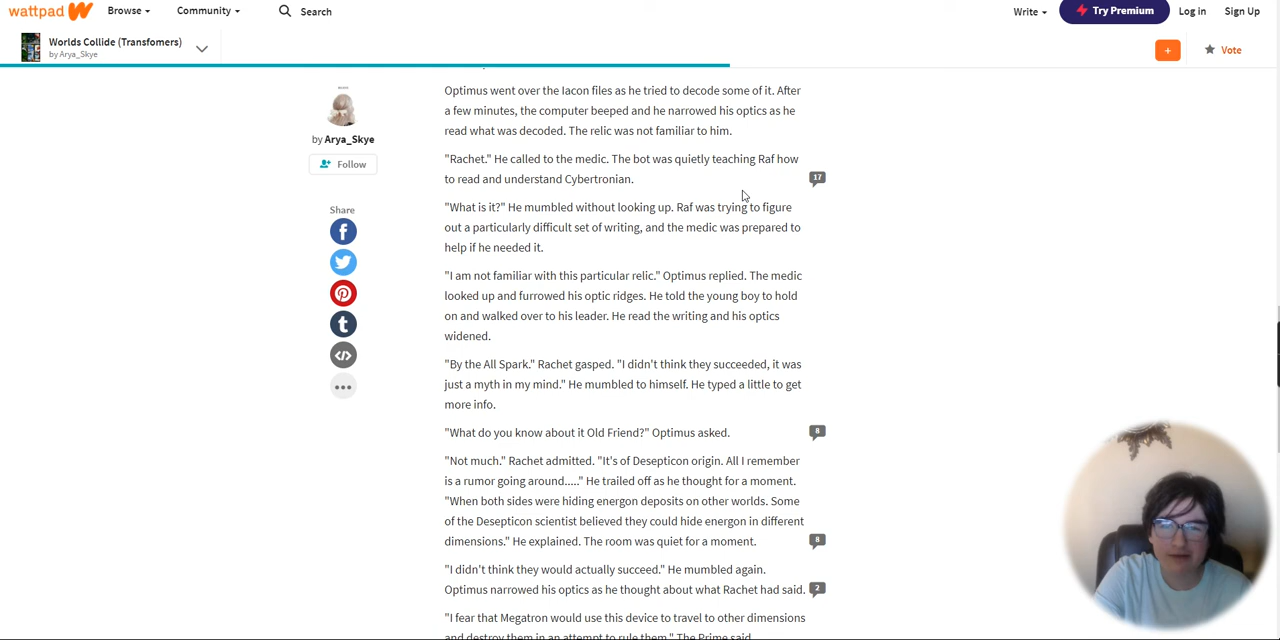 wattpad Browse Community Search Write Try Premium Log in Sign Up
Worlds Collide (Transfomers)
by Arya_Skye
+ Vote
Optimus went over the Iacon files as he tried to decode some of it. After
a few minutes, the computer beeped and he narrowed his optics as he
read what was decoded. The relic was not familiar to him.
by Arya_Skye
Follow
"Rachet." He called to the medic. The bot was quietly teaching Raf how
to read and understand Cybertronian. 17
Share
"What is it?" He mumbled without looking up. Raf was trying to figure
out a particularly difficult set of writing, and the medic was prepared to
help if he needed it.
"I am not familiar with this particular relic." Optimus replied. The medic
looked up and furrowed his optic ridges. He told the young boy to hold
on and walked over to his leader. He read the writing and his optics
widened.
"By the All Spark." Rachet gasped. "I didn't think they succeeded, it was
just a myth in my mind." He mumbled to himself. He typed a little to get
more info.
"What do you know about it Old Friend?" Optimus asked. 8
"Not much." Rachet admitted. "It's of Desepticon origin. All I remember
is a rumor going around....." He trailed off as he thought for a moment.
"When both sides were hiding energon deposits on other worlds. Some
of the Desepticon scientist believed they could hide energon in different
dimensions." He explained. The room was quiet for a moment. 8
"I didn't think they would actually succeed." He mumbled again.
Optimus narrowed his optics as he thought about what Rachet had said. 2
"I fear that Megatron would use this device to travel to other dimensions
and destroy them in an attempt to rule them." The Prime said.